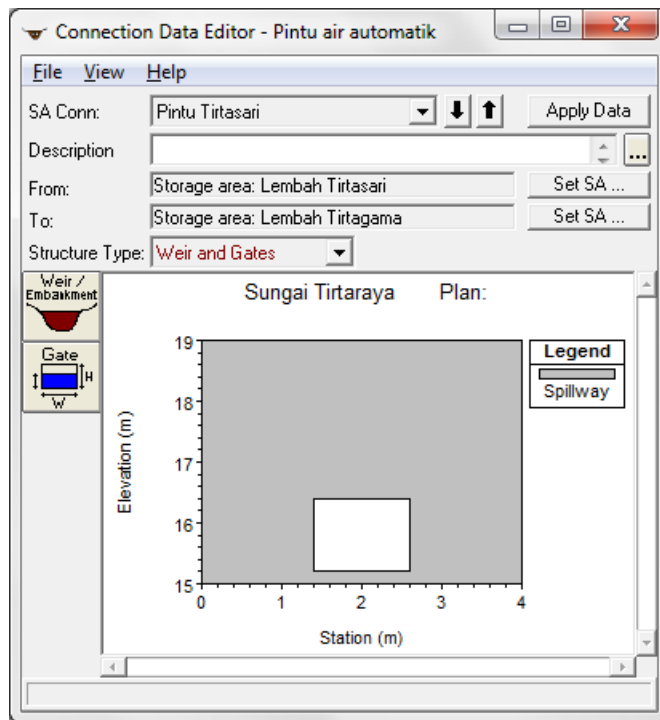 Connection Data Editor - Pintu air automatik
File View Help
SA Conn: Pintu Tirtasari Apply Data
Description ...
From: Storage area: Lembah Tirtasari Set SA ...
To: Storage area: Lembah Tirtagama Set SA ...
Structure Type: Weir and Gates
Weir /
Embankment
Gate
H
W
Sungai Tirtaraya Plan:
Legend
Spillway
Elevation (m)
19
18
17
16
15
0 1 2 3 4
Station (m)